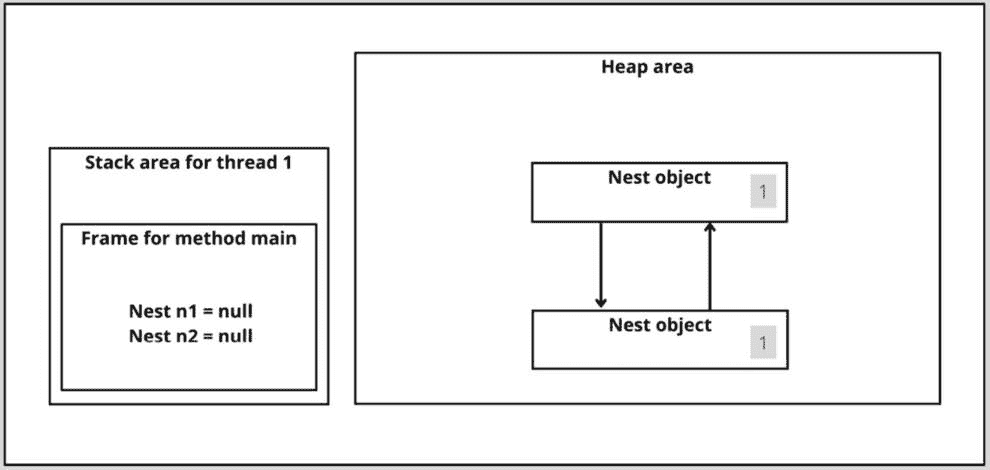 Heap area
Stack area for thread 1
Nest object
1
Frame for method main
Nest n1 = null
Nest n2 = null
Nest object
1